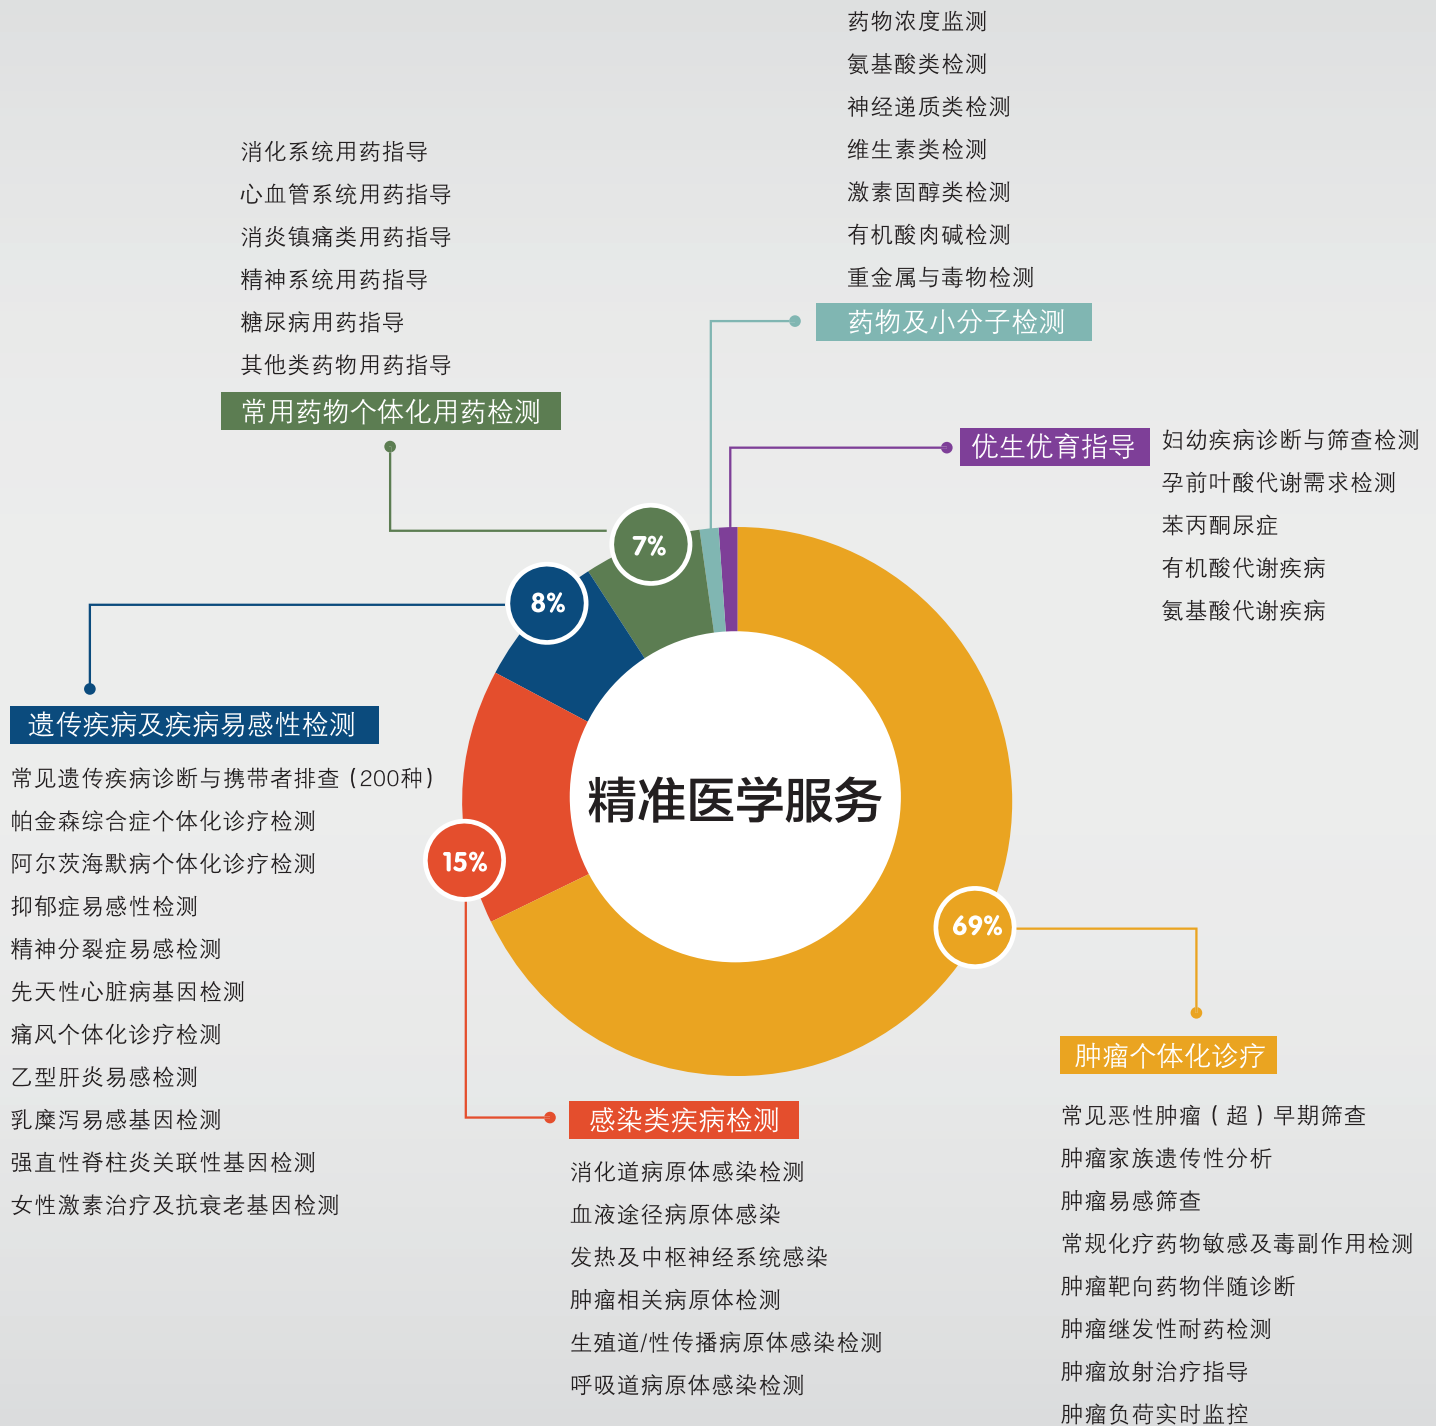 药物浓度监测
氨基酸类检测
神经递质类检测
维生素类检测
激素固醇类检测
有机酸肉碱检测
重金属与毒物检测
药物及小分子检测
消化系统用药指导
心血管系统用药指导
消炎镇痛类用药指导
精神系统用药指导
糖尿病用药指导
其他类药物用药指导
常用药物个体化用药检测
优生优育指导
妇幼疾病诊断与筛查检测
孕前叶酸代谢需求检测
苯丙酮尿症
有机酸代谢疾病
氨基酸代谢疾病
7%
8%
15%
69%
精准医学服务
遗传疾病及疾病易感性检测
常见遗传疾病诊断与携带者排查（200种）
帕金森综合症个体化诊疗检测
阿尔茨海默病个体化诊疗检测
抑郁症易感性检测
精神分裂症易感检测
先天性心脏病基因检测
痛风个体化诊疗检测
乙型肝炎易感检测
乳糜泻易感基因检测
强直性脊柱炎关联性基因检测
女性激素治疗及抗衰老基因检测
感染类疾病检测
消化道病原体感染检测
血液途径病原体感染
发热及中枢神经系统感染
肿瘤相关病原体检测
生殖道/性传播病原体感染检测
呼吸道病原体感染检测
肿瘤个体化诊疗
常见恶性肿瘤（超）早期筛查
肿瘤家族遗传性分析
肿瘤易感筛查
常规化疗药物敏感及毒副作用检测
肿瘤靶向药物伴随诊断
肿瘤继发性耐药检测
肿瘤放射治疗指导
肿瘤负荷实时监控